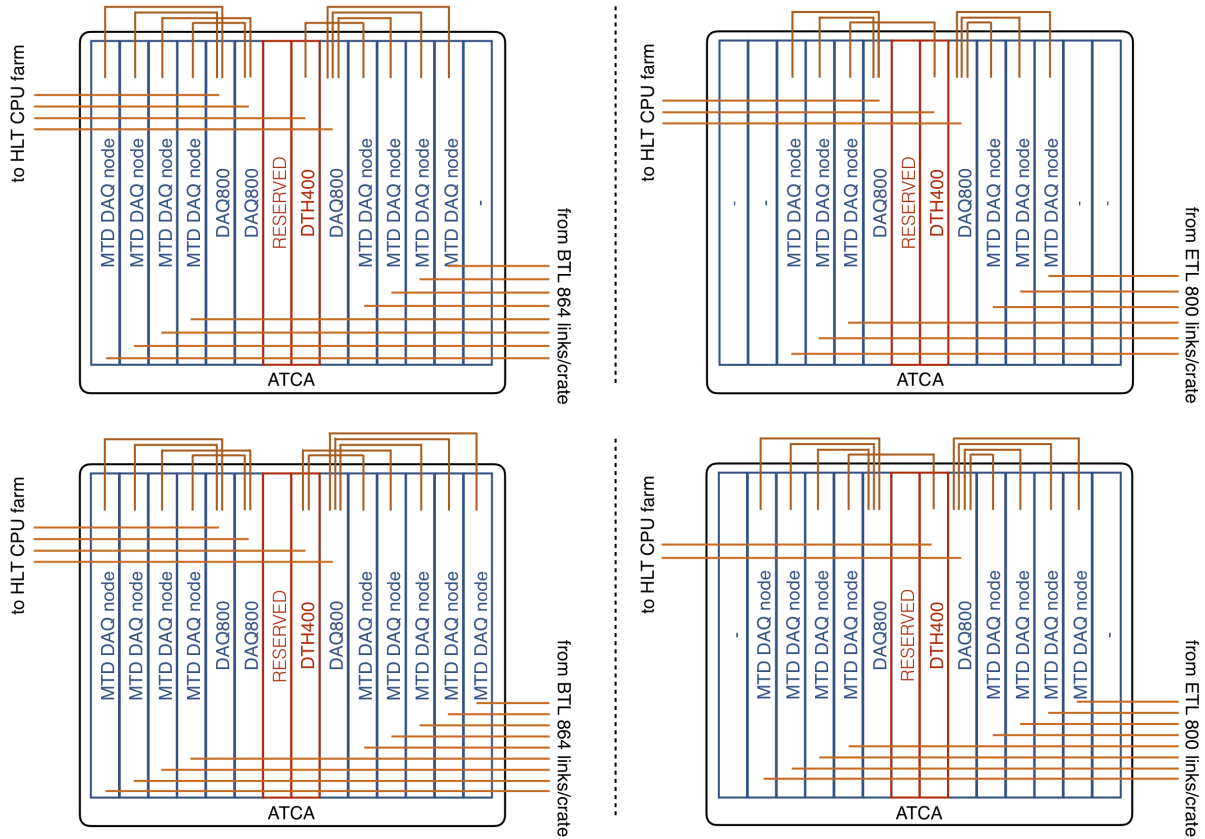 to HLT CPU farm
MTD DAQ node
MTD DAQ node
MTD DAQ node
MTD DAQ node
DAQ800
DAQ800
RESERVED
DTH400
DAQ800
MTD DAQ node
MTD DAQ node
MTD DAQ node
MTD DAQ node
-
from BTL 864 links/crate
ATCA
to HLT CPU farm
-
-
MTD DAQ node
MTD DAQ node
MTD DAQ node
DAQ800
RESERVED
DTH400
DAQ800
MTD DAQ node
MTD DAQ node
MTD DAQ node
-
-
from ETL 800 links/crate
ATCA
to HLT CPU farm
MTD DAQ node
MTD DAQ node
MTD DAQ node
MTD DAQ node
DAQ800
DAQ800
RESERVED
DTH400
DAQ800
MTD DAQ node
MTD DAQ node
MTD DAQ node
MTD DAQ node
MTD DAQ node
from BTL 864 links/crate
ATCA
to HLT CPU farm
-
MTD DAQ node
MTD DAQ node
MTD DAQ node
MTD DAQ node
DAQ800
RESERVED
DTH400
DAQ800
MTD DAQ node
MTD DAQ node
MTD DAQ node
MTD DAQ node
-
from ETL 800 links/crate
ATCA